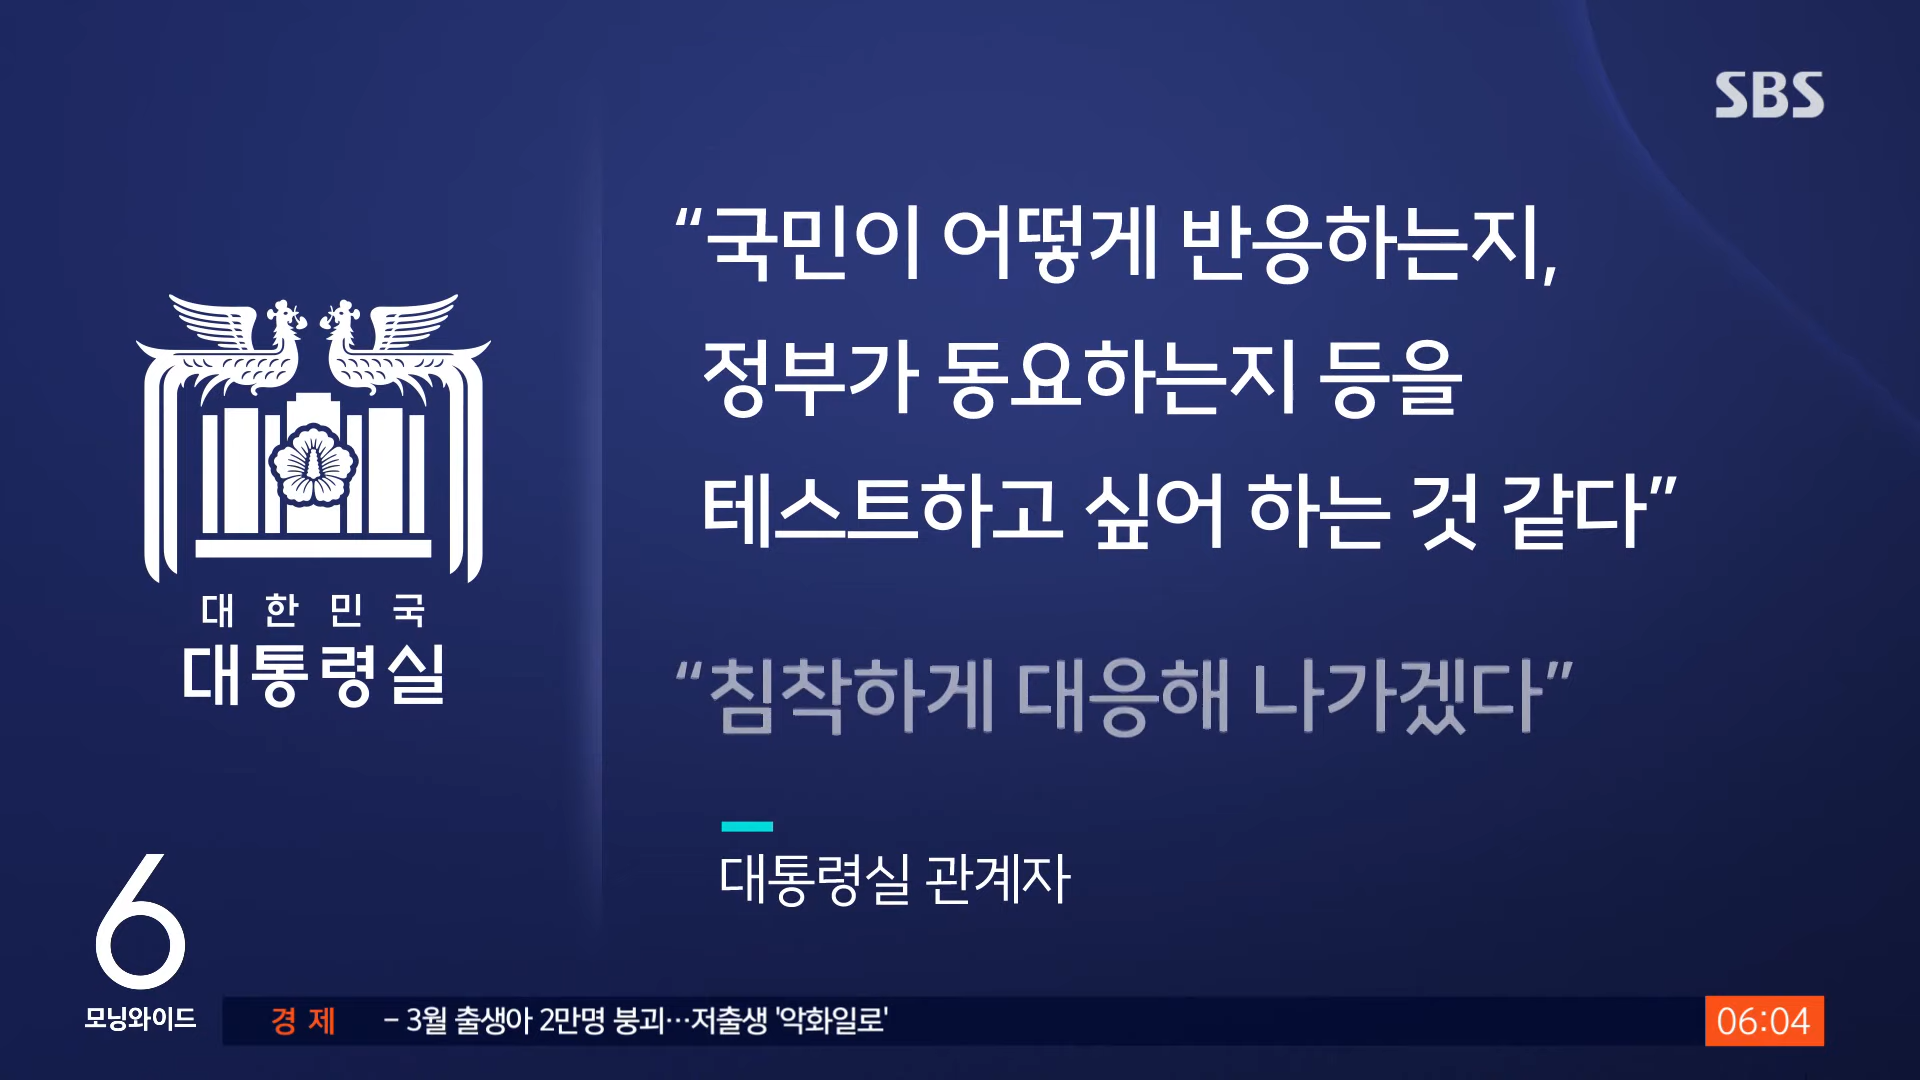 SBS
“국민이 어떻게 반응하는지,
정부가 동요하는지 등을
테스트하고 싶어 하는 것 같다”
“침착하게 대응해 나가겠다”
대통령실 관계자
대한민국
대통령실
6
모닝와이드
경제 - 3월 출생아 2만명 붕괴…저출생 '악화일로'
06:04